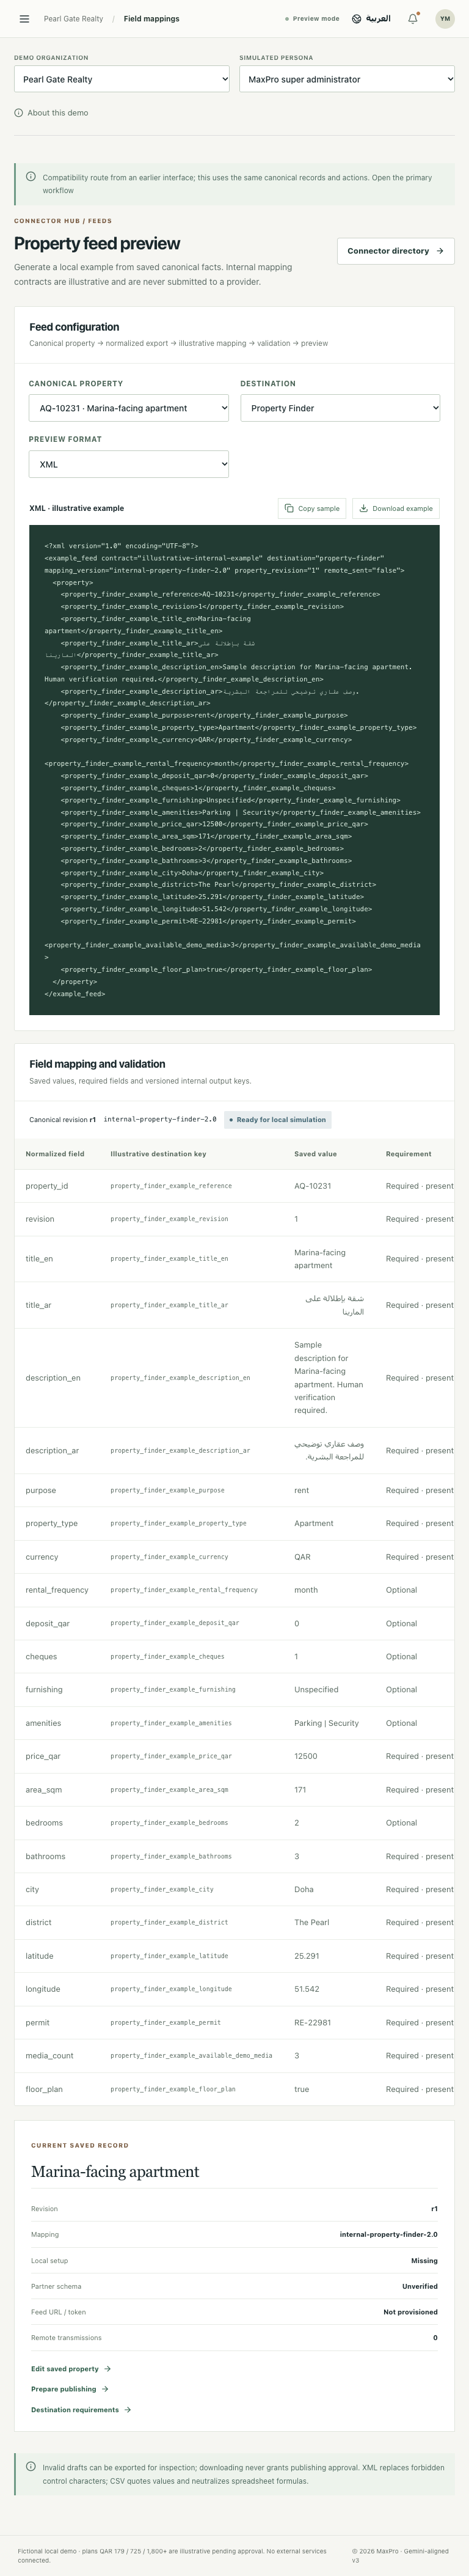 Pearl Gate Realty / Field mappings
Preview mode
العربية
YM
DEMO ORGANIZATION
Pearl Gate Realty
SIMULATED PERSONA
MaxPro super administrator
About this demo
Compatibility route from an earlier interface; this uses the same canonical records and actions. Open the primary
workflow
CONNECTOR HUB / FEEDS
Property feed preview
Connector directory
Generate a local example from saved canonical facts. Internal mapping
contracts are illustrative and are never submitted to a provider.
Feed configuration
Canonical property → normalized export → illustrative mapping → validation → preview
CANONICAL PROPERTY
AQ-10231 · Marina-facing apartment
DESTINATION
Property Finder
PREVIEW FORMAT
XML
XML · illustrative example
Copy sample
Download example
<?xml version="1.0" encoding="UTF-8"?>
<example_feed contract="illustrative-internal-example" destination="property-finder"
mapping_version="internal-property-finder-2.0" property_revision="1" remote_sent="false">
<property>
<property_finder_example_reference>AQ-10231</property_finder_example_reference>
<property_finder_example_revision>1</property_finder_example_revision>
<property_finder_example_title_en>Marina-facing
apartment</property_finder_example_title_en>
<property_finder_example_title_ar>شقة بإطلالة على
المارينا</property_finder_example_title_ar>
<property_finder_example_description_en>Sample description for Marina-facing apartment.
Human verification required.</property_finder_example_description_en>
<property_finder_example_description_ar>وصف عقاري توضيحي للمراجعة البشرية.
</property_finder_example_description_ar>
<property_finder_example_purpose>rent</property_finder_example_purpose>
<property_finder_example_property_type>Apartment</property_finder_example_property_type>
<property_finder_example_currency>QAR</property_finder_example_currency>
<property_finder_example_rental_frequency>month</property_finder_example_rental_frequency>
<property_finder_example_deposit_qar>0</property_finder_example_deposit_qar>
<property_finder_example_cheques>1</property_finder_example_cheques>
<property_finder_example_furnishing>Unspecified</property_finder_example_furnishing>
<property_finder_example_amenities>Parking | Security</property_finder_example_amenities>
<property_finder_example_price_qar>12500</property_finder_example_price_qar>
<property_finder_example_area_sqm>171</property_finder_example_area_sqm>
<property_finder_example_bedrooms>2</property_finder_example_bedrooms>
<property_finder_example_bathrooms>3</property_finder_example_bathrooms>
<property_finder_example_city>Doha</property_finder_example_city>
<property_finder_example_district>The Pearl</property_finder_example_district>
<property_finder_example_latitude>25.291</property_finder_example_latitude>
<property_finder_example_longitude>51.542</property_finder_example_longitude>
<property_finder_example_permit>RE-22981</property_finder_example_permit>
<property_finder_example_available_demo_media>3</property_finder_example_available_demo_media
>
<property_finder_example_floor_plan>true</property_finder_example_floor_plan>
</property>
</example_feed>
Field mapping and validation
Saved values, required fields and versioned internal output keys.
Canonical revision r1 internal-property-finder-2.0 Ready for local simulation
Normalized field Illustrative destination key Saved value Requirement
property_id property_finder_example_reference AQ-10231 Required · present
revision property_finder_example_revision 1 Required · present
title_en property_finder_example_title_en Marina-facing
apartment Required · present
title_ar property_finder_example_title_ar شقة بإطلالة على
المارينا Required · present
description_en property_finder_example_description_en Sample
description for
Marina-facing
apartment. Human
verification
required. Required · present
description_ar property_finder_example_description_ar وصف عقاري توضيحي
للمراجعة البشرية. Required · present
purpose property_finder_example_purpose rent Required · present
property_type property_finder_example_property_type Apartment Required · present
currency property_finder_example_currency QAR Required · present
rental_frequency property_finder_example_rental_frequency month Optional
deposit_qar property_finder_example_deposit_qar 0 Optional
cheques property_finder_example_cheques 1 Optional
furnishing property_finder_example_furnishing Unspecified Optional
amenities property_finder_example_amenities Parking | Security Optional
price_qar property_finder_example_price_qar 12500 Required · present
area_sqm property_finder_example_area_sqm 171 Required · present
bedrooms property_finder_example_bedrooms 2 Optional
bathrooms property_finder_example_bathrooms 3 Required · present
city property_finder_example_city Doha Required · present
district property_finder_example_district The Pearl Required · present
latitude property_finder_example_latitude 25.291 Required · present
longitude property_finder_example_longitude 51.542 Required · present
permit property_finder_example_permit RE-22981 Required · present
media_count property_finder_example_available_demo_media 3 Required · present
floor_plan property_finder_example_floor_plan true Required · present
CURRENT SAVED RECORD
Marina-facing apartment
Revision r1
Mapping internal-property-finder-2.0
Local setup Missing
Partner schema Unverified
Feed URL / token Not provisioned
Remote transmissions 0
Edit saved property →
Prepare publishing →
Destination requirements →
Invalid drafts can be exported for inspection; downloading never grants publishing approval. XML replaces forbidden
control characters; CSV quotes values and neutralizes spreadsheet formulas.
Fictional local demo · plans QAR 179 / 725 / 1,800+ are illustrative pending approval. No external services
connected.
© 2026 MaxPro · Gemini-aligned
v3